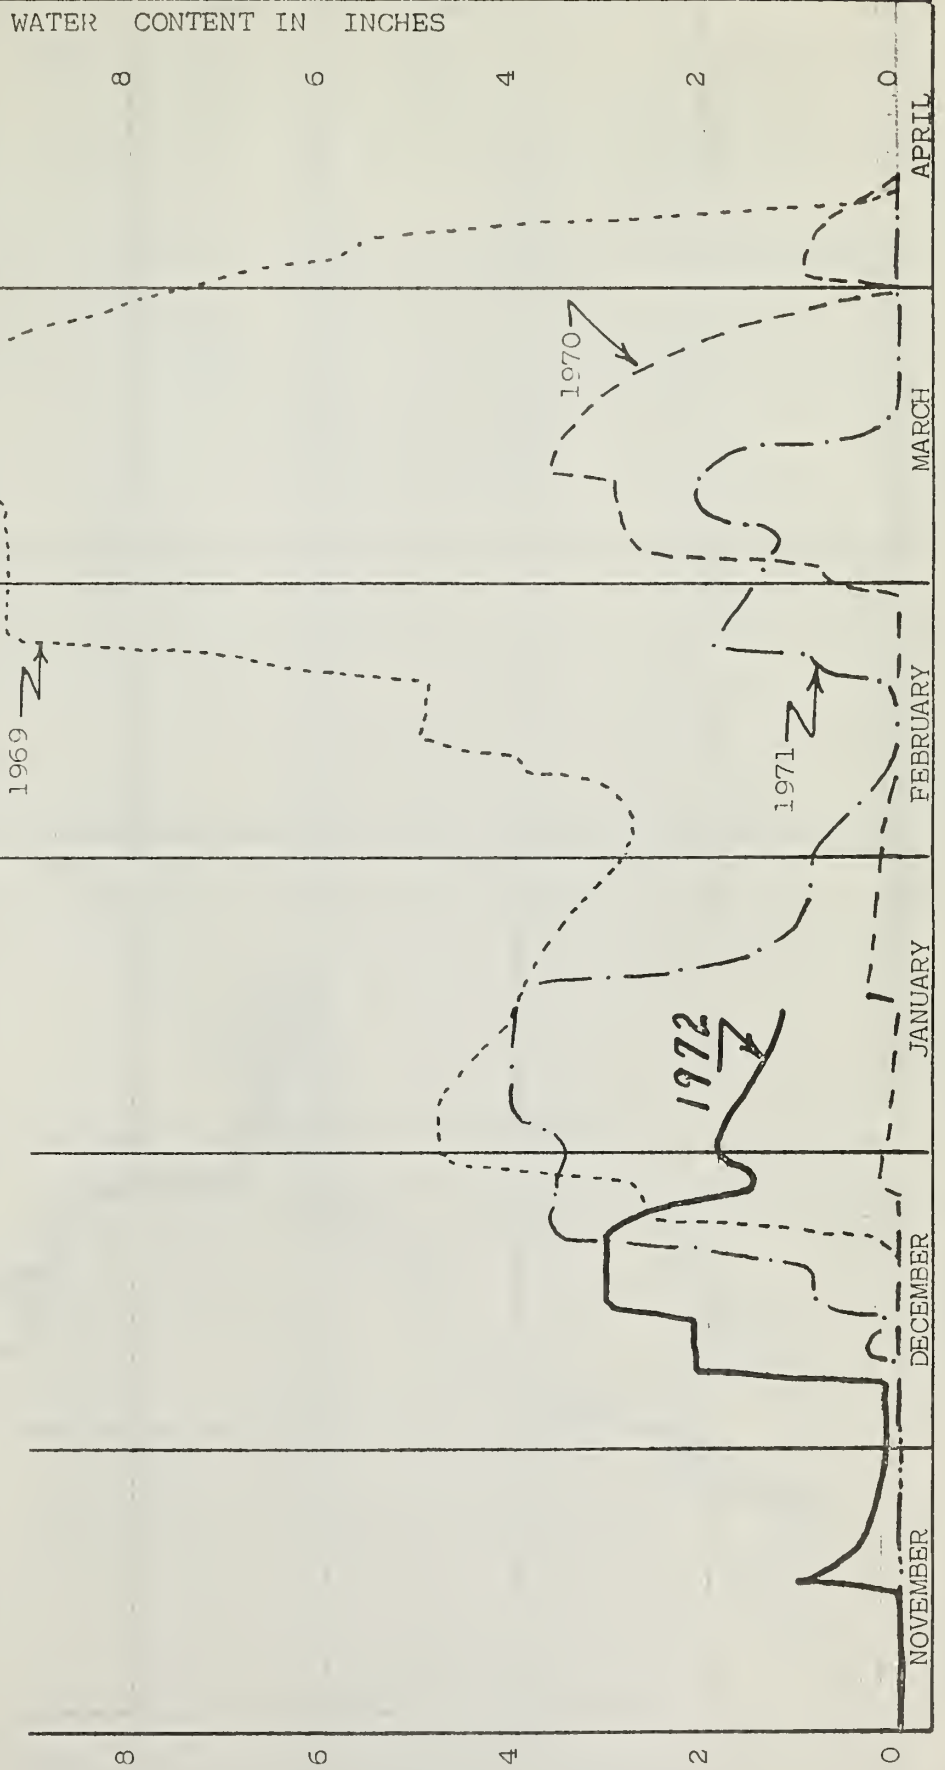 WATER CONTENT IN INCHES
8
6
4
2
0
1969
1970
1971
1972
8
6
4
2
0
NOVEMBER
DECEMBER
JANUARY
FEBRUARY
MARCH
APRIL